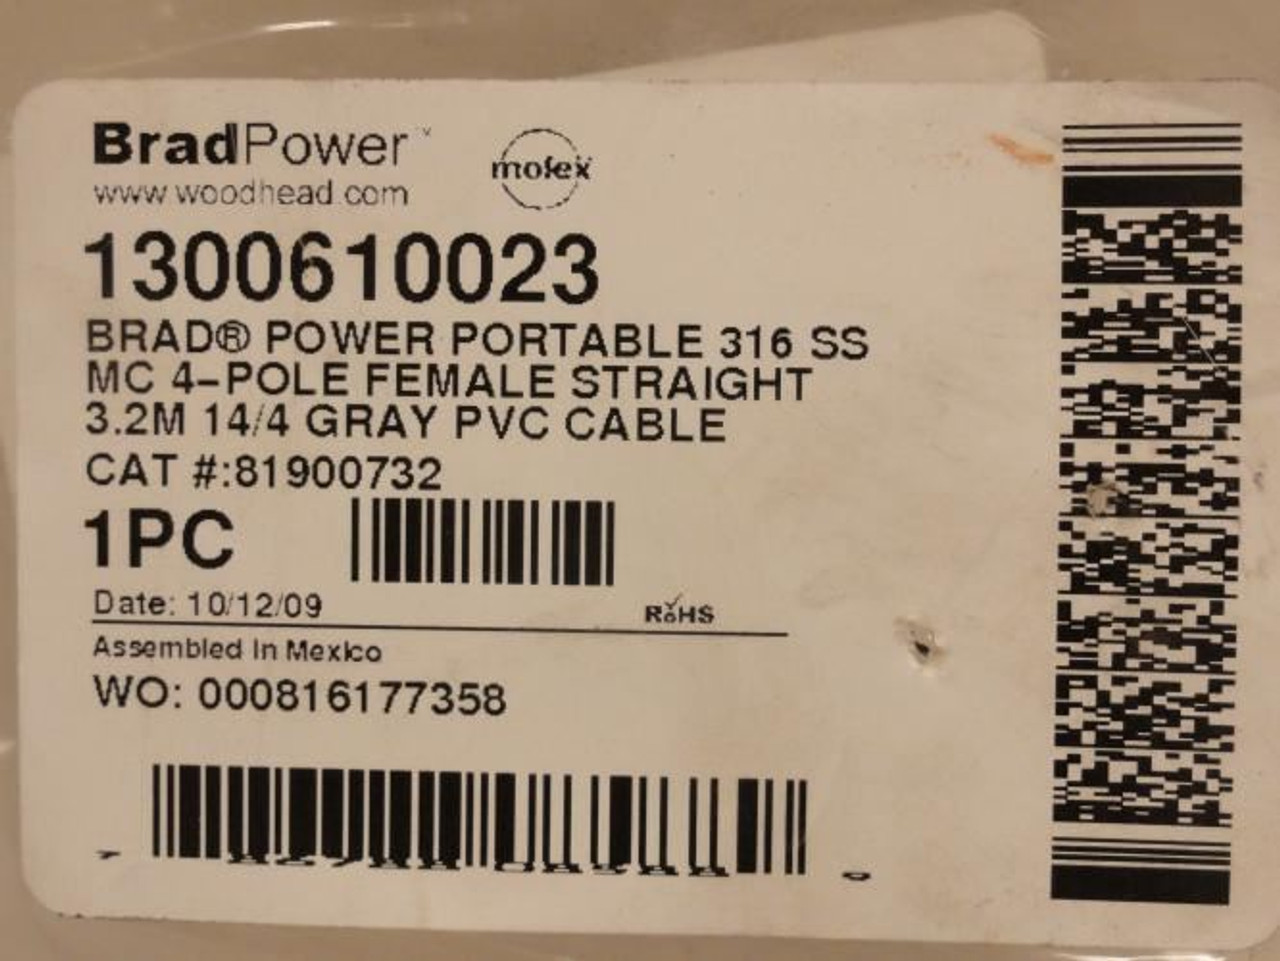 BradPower
molex
www.woodhead.com
1300610023
BRAD® POWER PORTABLE 316 SS
MC 4-POLE FEMALE STRAIGHT
3.2M 14/4 GRAY PVC CABLE
CAT #:81900732
1PC
Date: 10/12/09
RoHS
Assembled In Mexico
WO: 000816177358